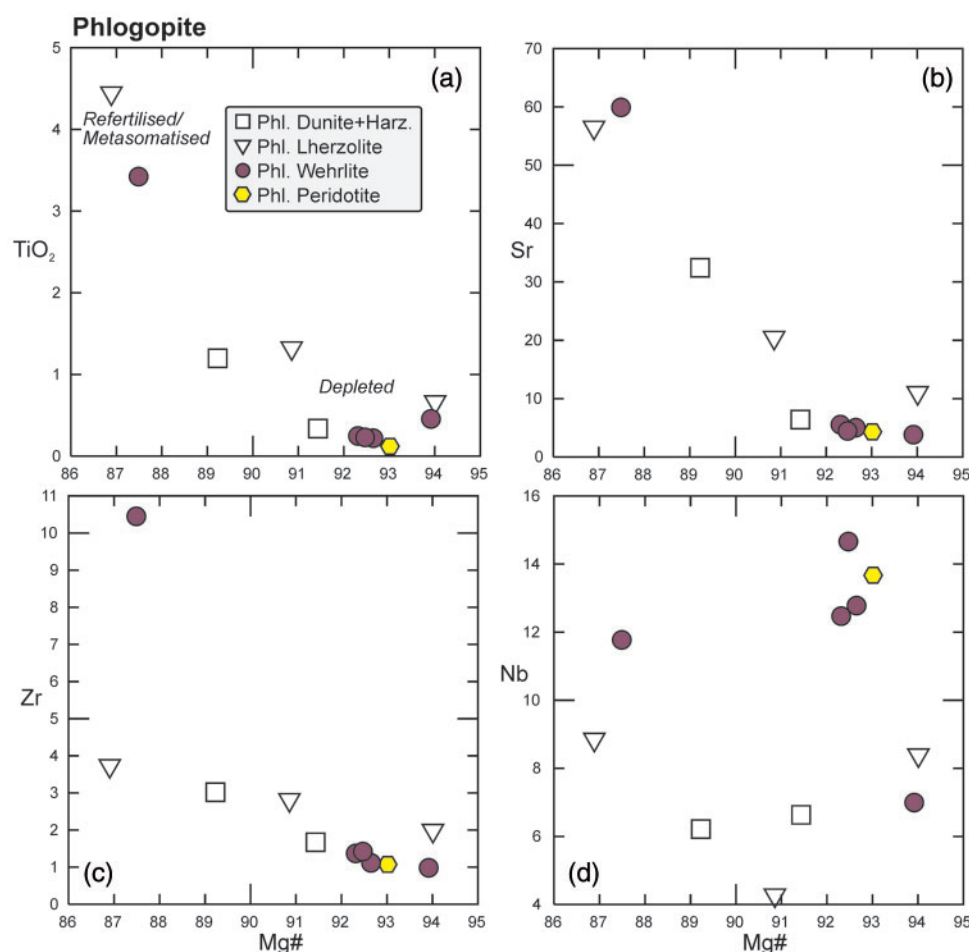 Phlogopite
(a)
5
4
3
2
1
0
TiO₂
Refertilised/
Metasomatised
Phl. Dunite+Harz.
Phl. Lherzolite
Phl. Wehrlite
Phl. Peridotite
Depleted
86 87 88 89 90 91 92 93 94 95
(b)
70
60
50
40
30
20
10
0
Sr
86 87 88 89 90 91 92 93 94 95
(c)
11
10
9
8
7
6
5
4
3
2
1
0
Zr
86 87 88 89 90 91 92 93 94 95
Mg#
(d)
16
14
12
10
8
6
4
Nb
86 87 88 89 90 91 92 93 94 95
Mg#